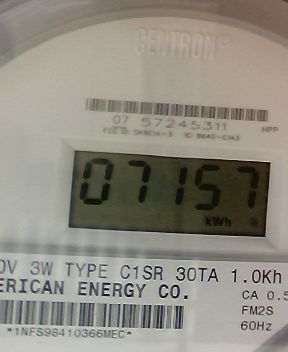 CENTRON®
07 57245311
HPP
07157
kWh
0V 3W TYPE C1SR 30TA 1.0Kh
ERICAN ENERGY CO.
CA 0.5
FM2S
60Hz
*1NFS98410366MEC*